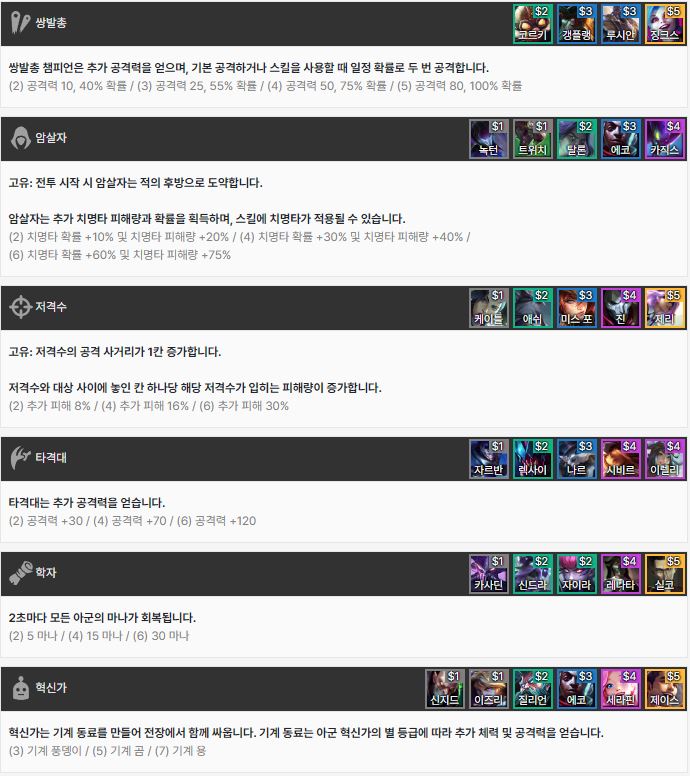 쌍발총 $2 코르키 $3 갱플랭 $3 루시안 $5 징크스
쌍발총 챔피언은 추가 공격력을 얻으며, 기본 공격하거나 스킬을 사용할 때 일정 확률로 두 번 공격합니다.
(2) 공격력 10, 40% 확률 / (3) 공격력 25, 55% 확률 / (4) 공격력 50, 75% 확률 / (5) 공격력 80, 100% 확률
암살자 $1 녹턴 $1 트위치 $2 탈론 $3 에코 $4 카직스
고유: 전투 시작 시 암살자는 적의 후방으로 도약합니다.
암살자는 추가 치명타 피해량과 확률을 획득하며, 스킬에 치명타가 적용될 수 있습니다.
(2) 치명타 확률 +10% 및 치명타 피해량 +20% / (4) 치명타 확률 +30% 및 치명타 피해량 +40% /
(6) 치명타 확률 +60% 및 치명타 피해량 +75%
저격수 $1 케이틀 $2 애쉬 $3 미스 포 $4 진 $5 제리
고유: 저격수의 공격 사거리가 1칸 증가합니다.
저격수와 대상 사이에 놓인 칸 하나당 해당 저격수가 입히는 피해량이 증가합니다.
(2) 추가 피해 8% / (4) 추가 피해 16% / (6) 추가 피해 30%
타격대 $1 자르반 $2 렉사이 $3 나르 $4 시비르 $4 이렐리
타격대는 추가 공격력을 얻습니다.
(2) 공격력 +30 / (4) 공격력 +70 / (6) 공격력 +120
학자 $1 카사딘 $2 신드라 $2 자이라 $4 레나타 $5 실코
2초마다 모든 아군의 마나가 회복됩니다.
(2) 5 마나 / (4) 15 마나 / (6) 30 마나
혁신가 $1 신지드 $1 이즈리 $2 질리언 $3 에코 $4 세라핀 $5 제이스
혁신가는 기계 동료를 만들어 전장에서 함께 싸웁니다. 기계 동료는 아군 혁신가의 별 등급에 따라 추가 체력 및 공격력을 얻습니다.
(3) 기계 풍뎅이 / (5) 기계 곰 / (7) 기계 용